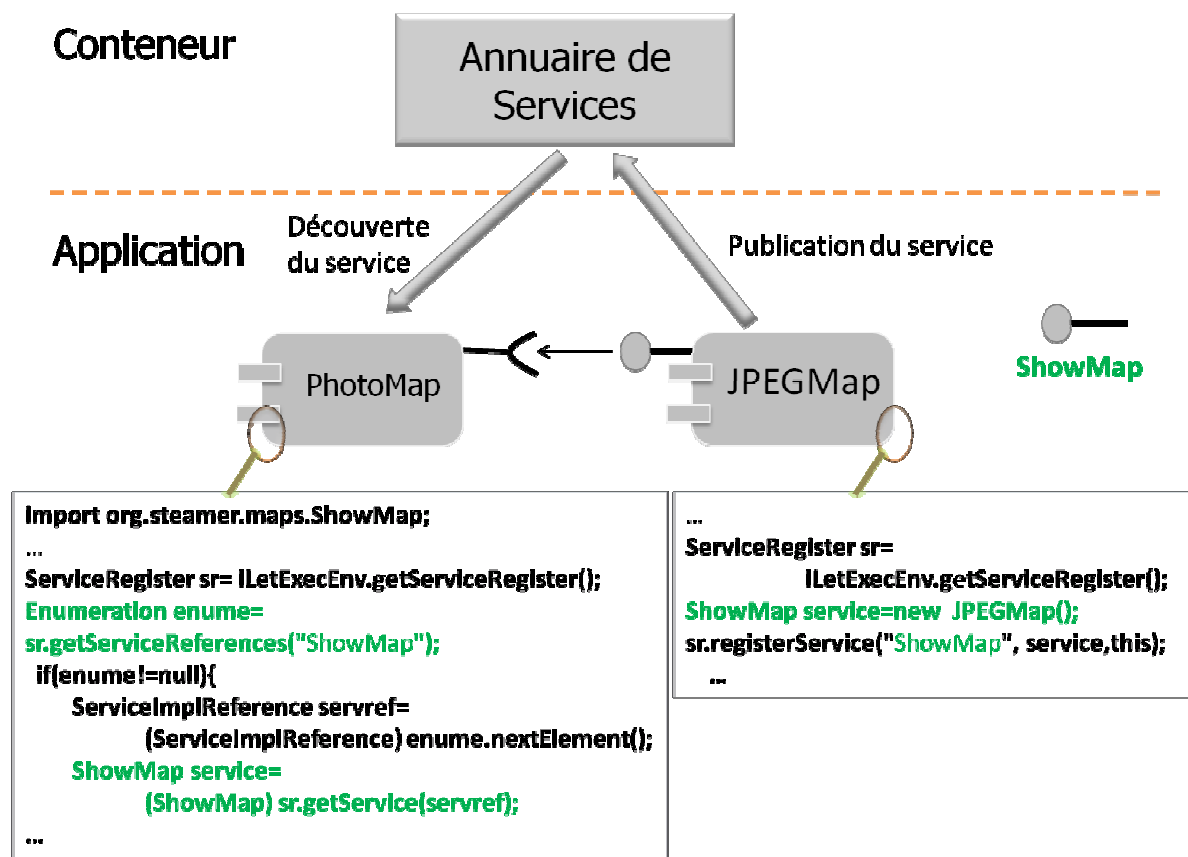 Conteneur
Annuaire de
Services
Application
Découverte
du service
Publication du service
PhotoMap
JPEGMap
ShowMap
Import org.steamer.maps.ShowMap;
...
ServiceRegister sr= iLetExecEnv.getServiceRegister();
Enumeration enume=
sr.getServiceReferences("ShowMap");
if(enume!=null){
ServiceImplReference servref=
(ServiceImplReference) enume.nextElement();
ShowMap service=
(ShowMap) sr.getService(servref);
...
...
ServiceRegister sr=
iLetExecEnv.getServiceRegister();
ShowMap service=new JPEGMap();
sr.registerService("ShowMap", service,this);
...